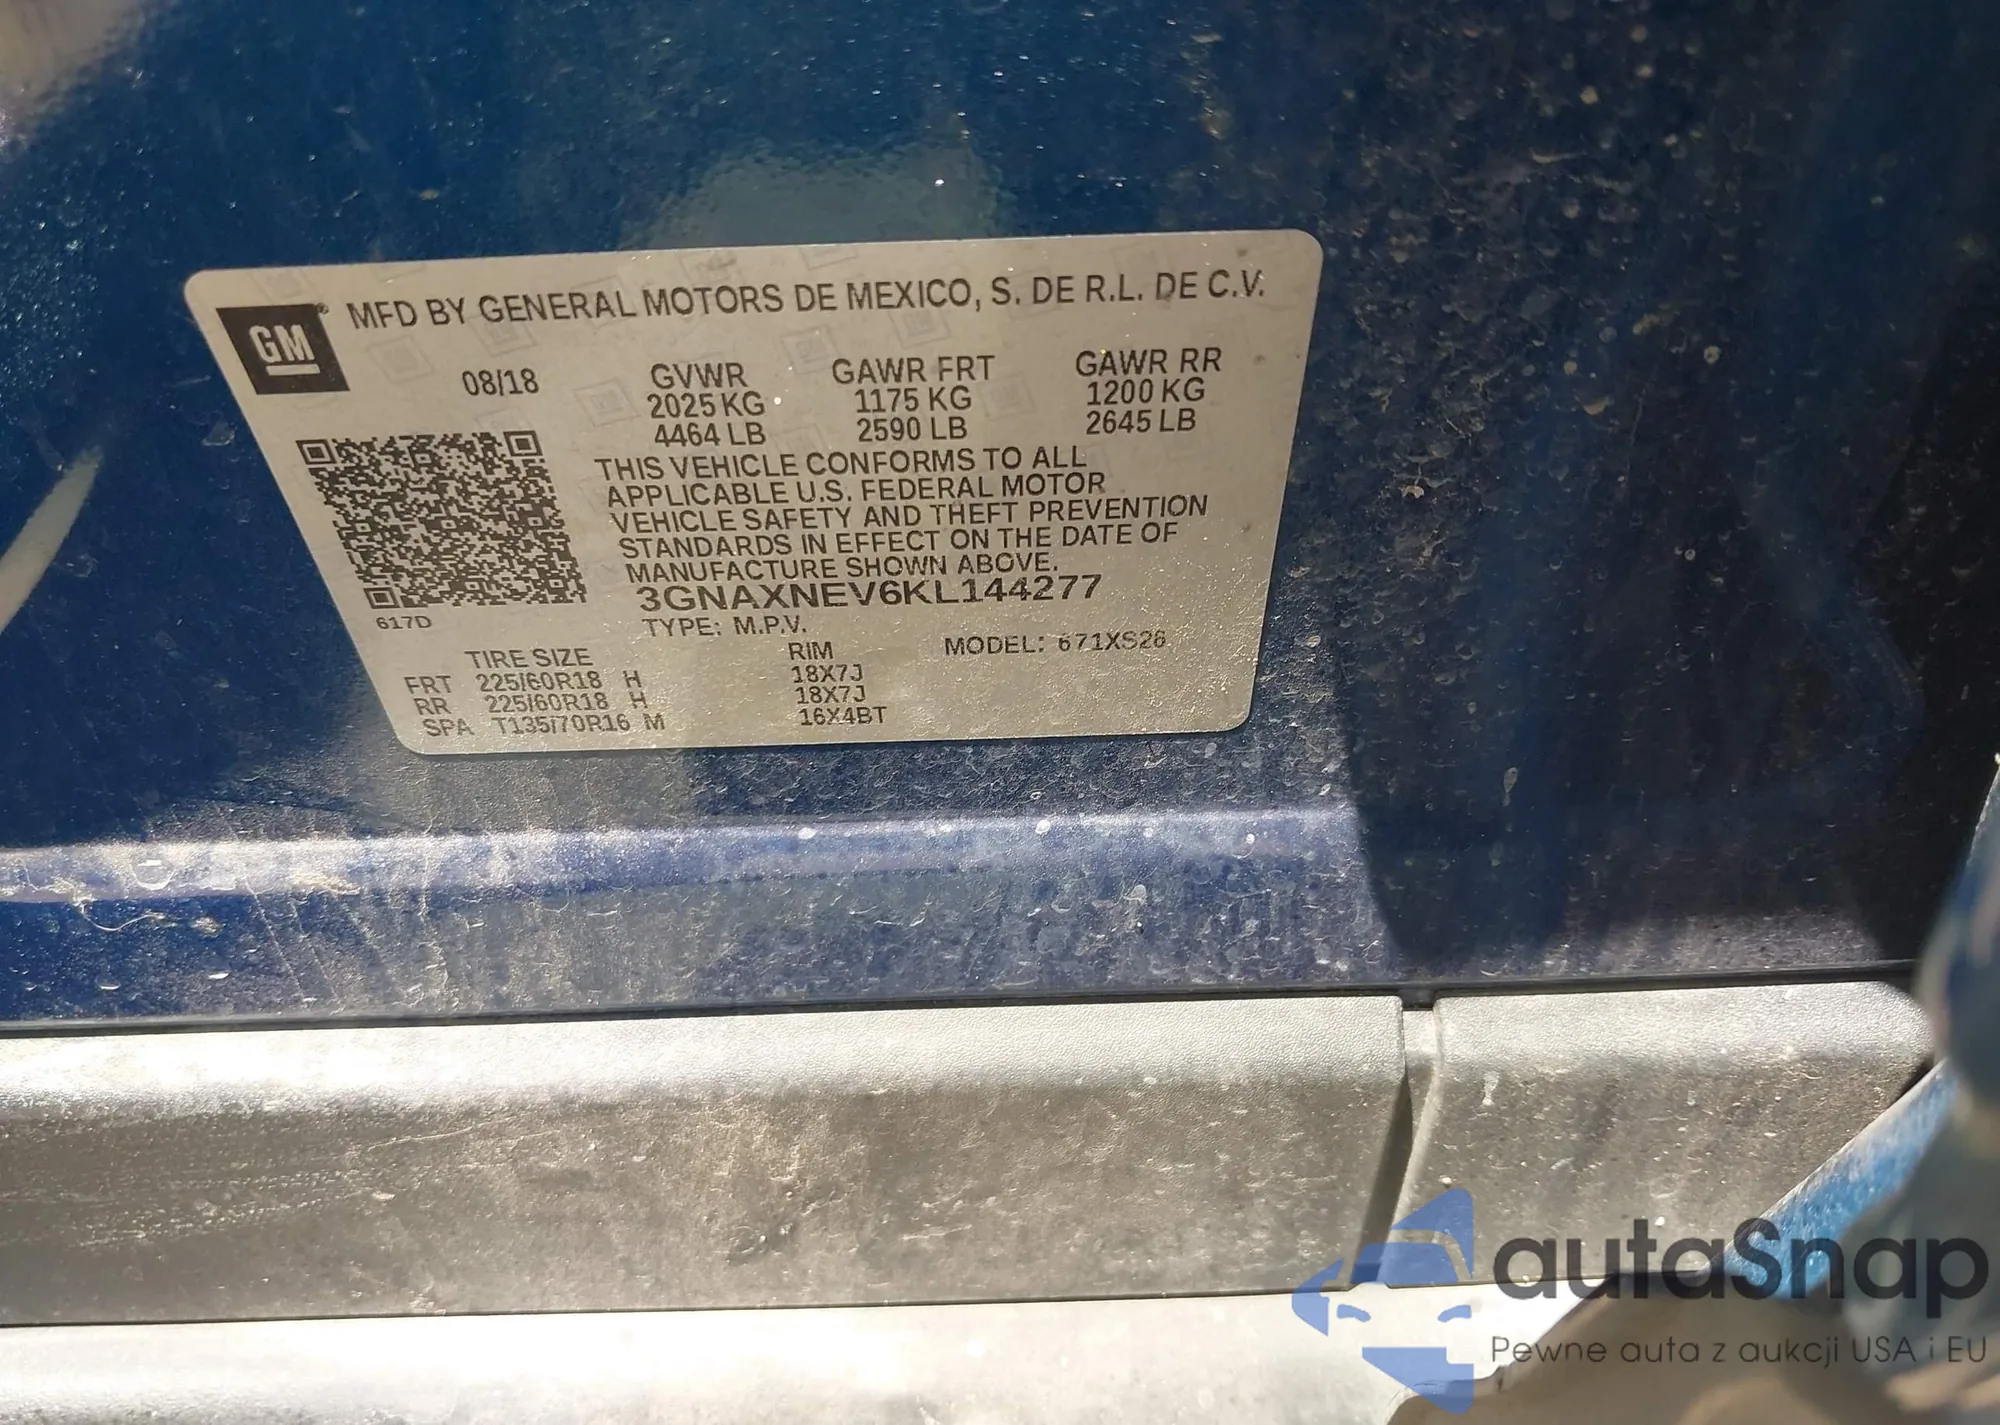 GM
MFD BY GENERAL MOTORS DE MEXICO, S. DE R.L. DE C.V.
08/18 GVWR GAWR FRT GAWR RR
2025 KG 1175 KG 1200 KG
4464 LB 2590 LB 2645 LB
THIS VEHICLE CONFORMS TO ALL
APPLICABLE U.S. FEDERAL MOTOR
VEHICLE SAFETY AND THEFT PREVENTION
STANDARDS IN EFFECT ON THE DATE OF
MANUFACTURE SHOWN ABOVE.
3GNAXNEV6KL144277
617D
TYPE: M.P.V.
TIRE SIZE RIM MODEL: 671XS26
FRT 225/60R18 H 18X7J
RR 225/60R18 H 18X7J
SPA T135/70R16 M 16X4BT
autaSnap
Pewne auta z aukcji USA i EU